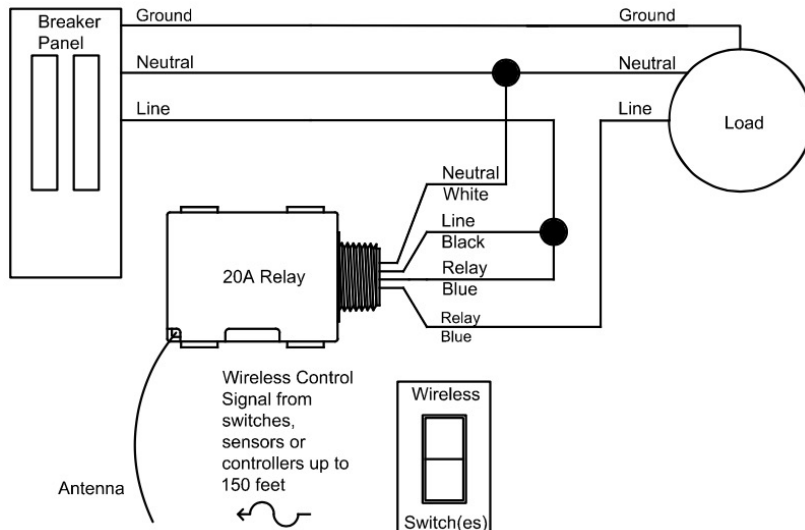 Breaker
Panel
Ground
Ground
Neutral
Neutral
Line
Line
Load
Neutral
White
Line
Black
Relay
Blue
Relay
Blue
20A Relay
Wireless Control
Signal from
switches,
sensors or
controllers up to
150 feet
Antenna
Wireless
Switch(es)